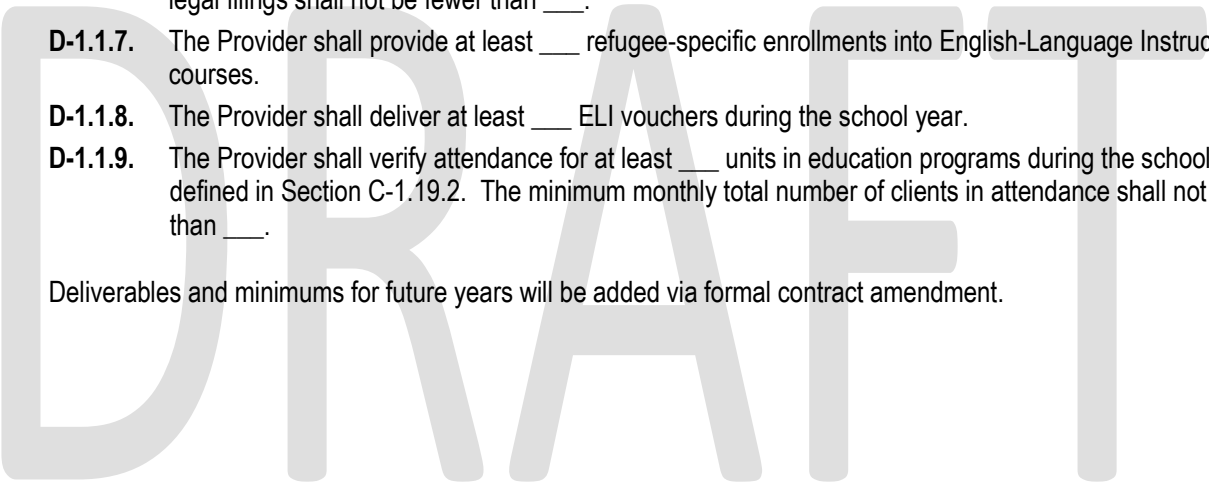 legal filings shall not be fewer than ___.
D-1.1.7. The Provider shall provide at least ___ refugee-specific enrollments into English-Language Instruc
courses.
D-1.1.8. The Provider shall deliver at least ___ ELI vouchers during the school year.
D-1.1.9. The Provider shall verify attendance for at least ___ units in education programs during the school
defined in Section C-1.19.2. The minimum monthly total number of clients in attendance shall not
than ___.
Deliverables and minimums for future years will be added via formal contract amendment.
DRAFT